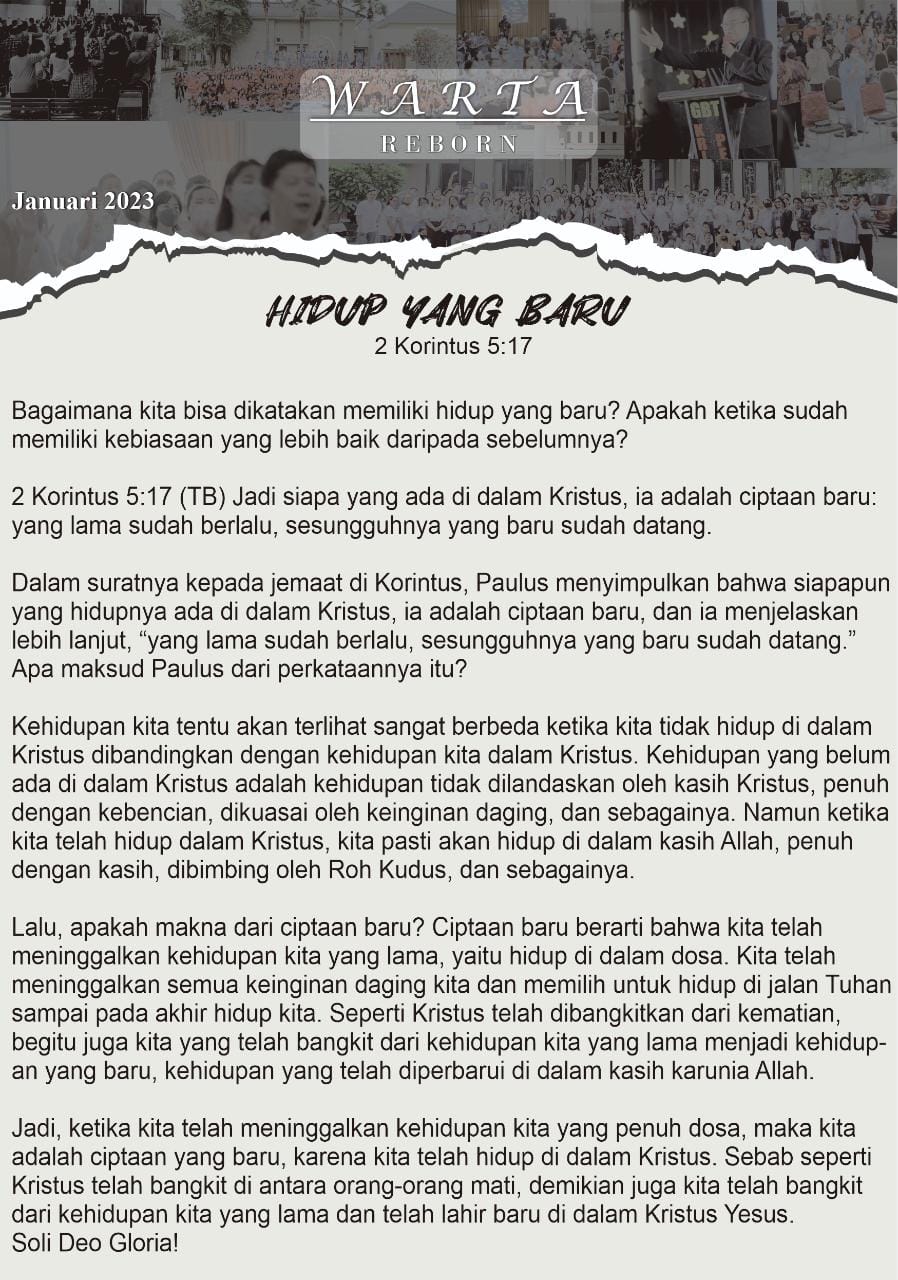 WARTA
REBORN
GBT
Januari 2023
HIDUP YANG BARU
2 Korintus 5:17
Bagaimana kita bisa dikatakan memiliki hidup yang baru? Apakah ketika sudah
memiliki kebiasaan yang lebih baik daripada sebelumnya?
2 Korintus 5:17 (TB) Jadi siapa yang ada di dalam Kristus, ia adalah ciptaan baru:
yang lama sudah berlalu, sesungguhnya yang baru sudah datang.
Dalam suratnya kepada jemaat di Korintus, Paulus menyimpulkan bahwa siapapun
yang hidupnya ada di dalam Kristus, ia adalah ciptaan baru, dan ia menjelaskan
lebih lanjut, “yang lama sudah berlalu, sesungguhnya yang baru sudah datang.”
Apa maksud Paulus dari perkataannya itu?
Kehidupan kita tentu akan terlihat sangat berbeda ketika kita tidak hidup di dalam
Kristus dibandingkan dengan kehidupan kita dalam Kristus. Kehidupan yang belum
ada di dalam Kristus adalah kehidupan tidak dilandaskan oleh kasih Kristus, penuh
dengan kebencian, dikuasai oleh keinginan daging, dan sebagainya. Namun ketika
kita telah hidup dalam Kristus, kita pasti akan hidup di dalam kasih Allah, penuh
dengan kasih, dibimbing oleh Roh Kudus, dan sebagainya.
Lalu, apakah makna dari ciptaan baru? Ciptaan baru berarti bahwa kita telah
meninggalkan kehidupan kita yang lama, yaitu hidup di dalam dosa. Kita telah
meninggalkan semua keinginan daging kita dan memilih untuk hidup di jalan Tuhan
sampai pada akhir hidup kita. Seperti Kristus telah dibangkitkan dari kematian,
begitu juga kita yang telah bangkit dari kehidupan kita yang lama menjadi kehidup-
an yang baru, kehidupan yang telah diperbarui di dalam kasih karunia Allah.
Jadi, ketika kita telah meninggalkan kehidupan kita yang penuh dosa, maka kita
adalah ciptaan yang baru, karena kita telah hidup di dalam Kristus. Sebab seperti
Kristus telah bangkit di antara orang-orang mati, demikian juga kita telah bangkit
dari kehidupan kita yang lama dan telah lahir baru di dalam Kristus Yesus.
Soli Deo Gloria!